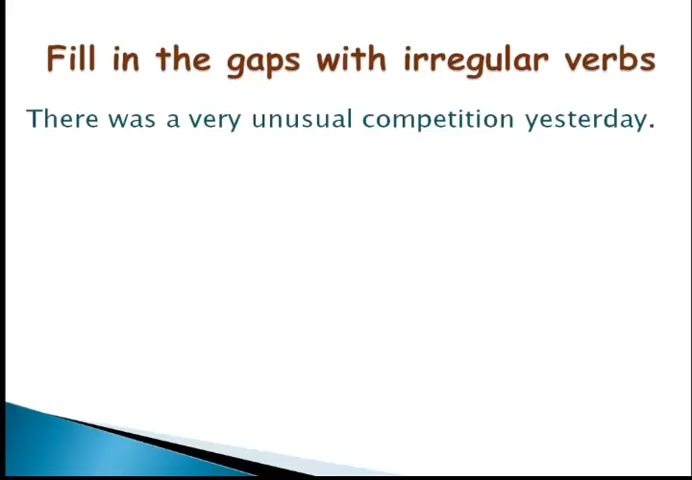 Fill in the gaps with irregular verbs
There was a very unusual competition yesterday.